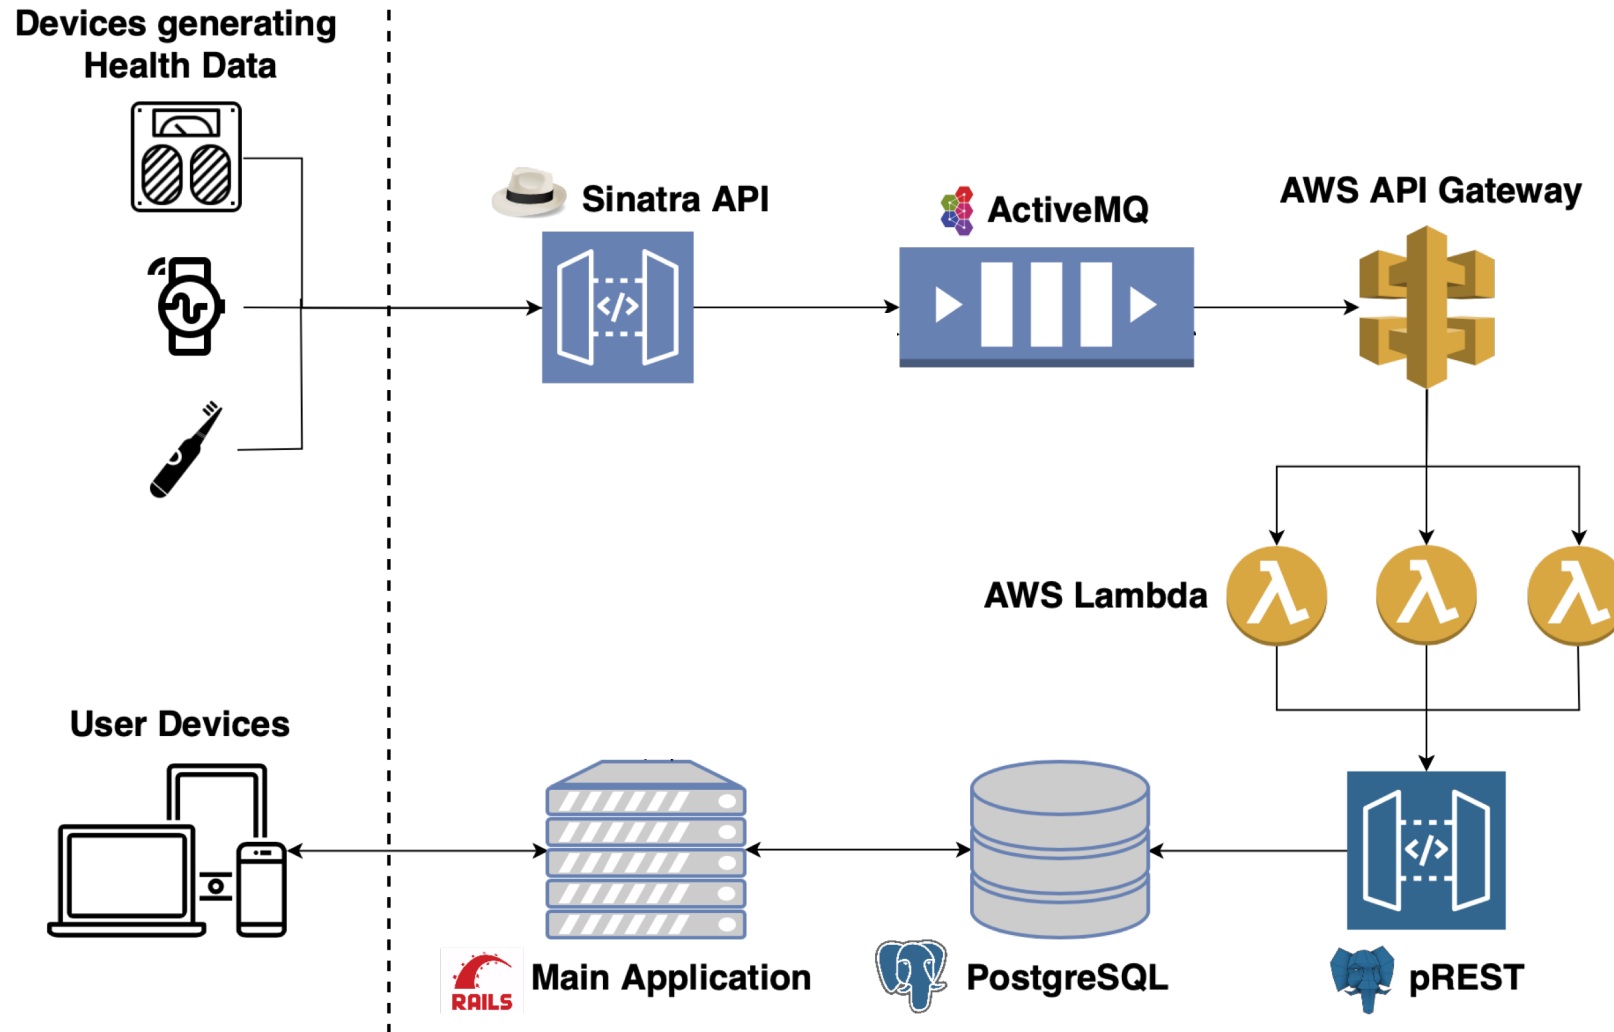 Devices generating
Health Data
Sinatra API
ActiveMQ
AWS API Gateway
</>
AWS Lambda
λ
λ
λ
User Devices
</>
RAILS
Main Application
PostgreSQL
pREST